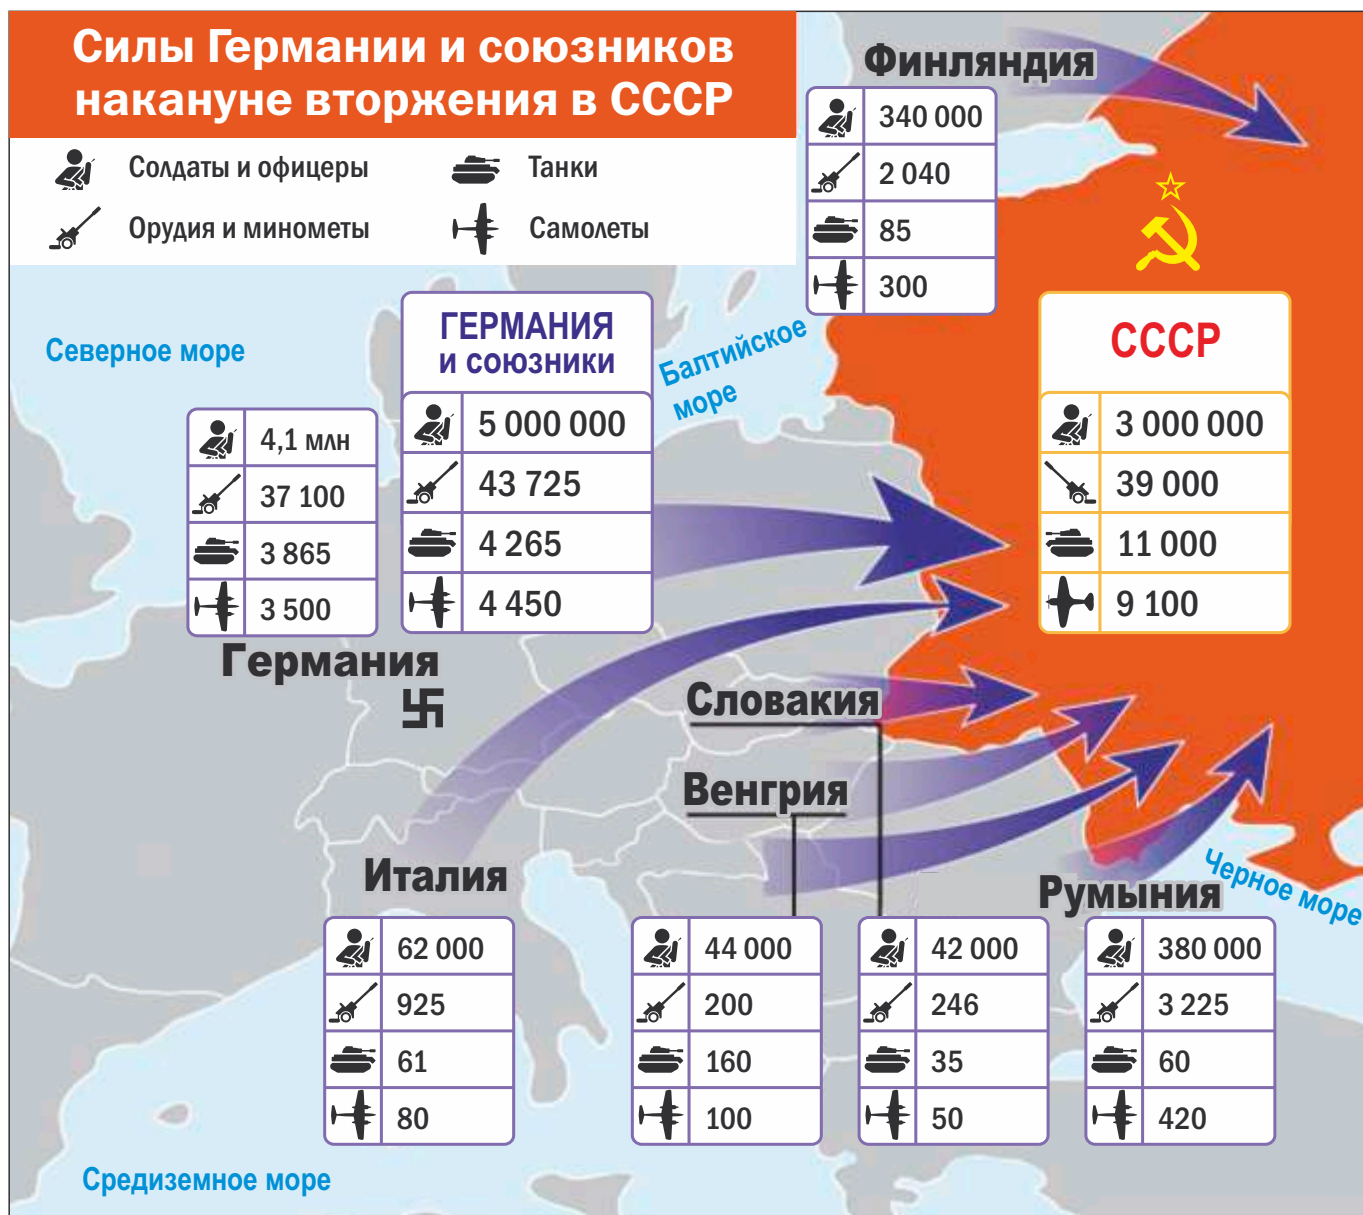 Силы Германии и союзников
накануне вторжения в СССР
Солдаты и офицеры
Танки
Орудия и минометы
Самолеты
Финляндия
340 000
2 040
85
300
Северное море
Балтийское
море
ГЕРМАНИЯ
и союзники
5 000 000
43 725
4 265
4 450
СССР
3 000 000
39 000
11 000
9 100
4,1 млн
37 100
3 865
3 500
Германия
Словакия
Венгрия
Италия
Румыния
Черное море
62 000
925
61
80
44 000
200
160
100
42 000
246
35
50
380 000
3 225
60
420
Средиземное море